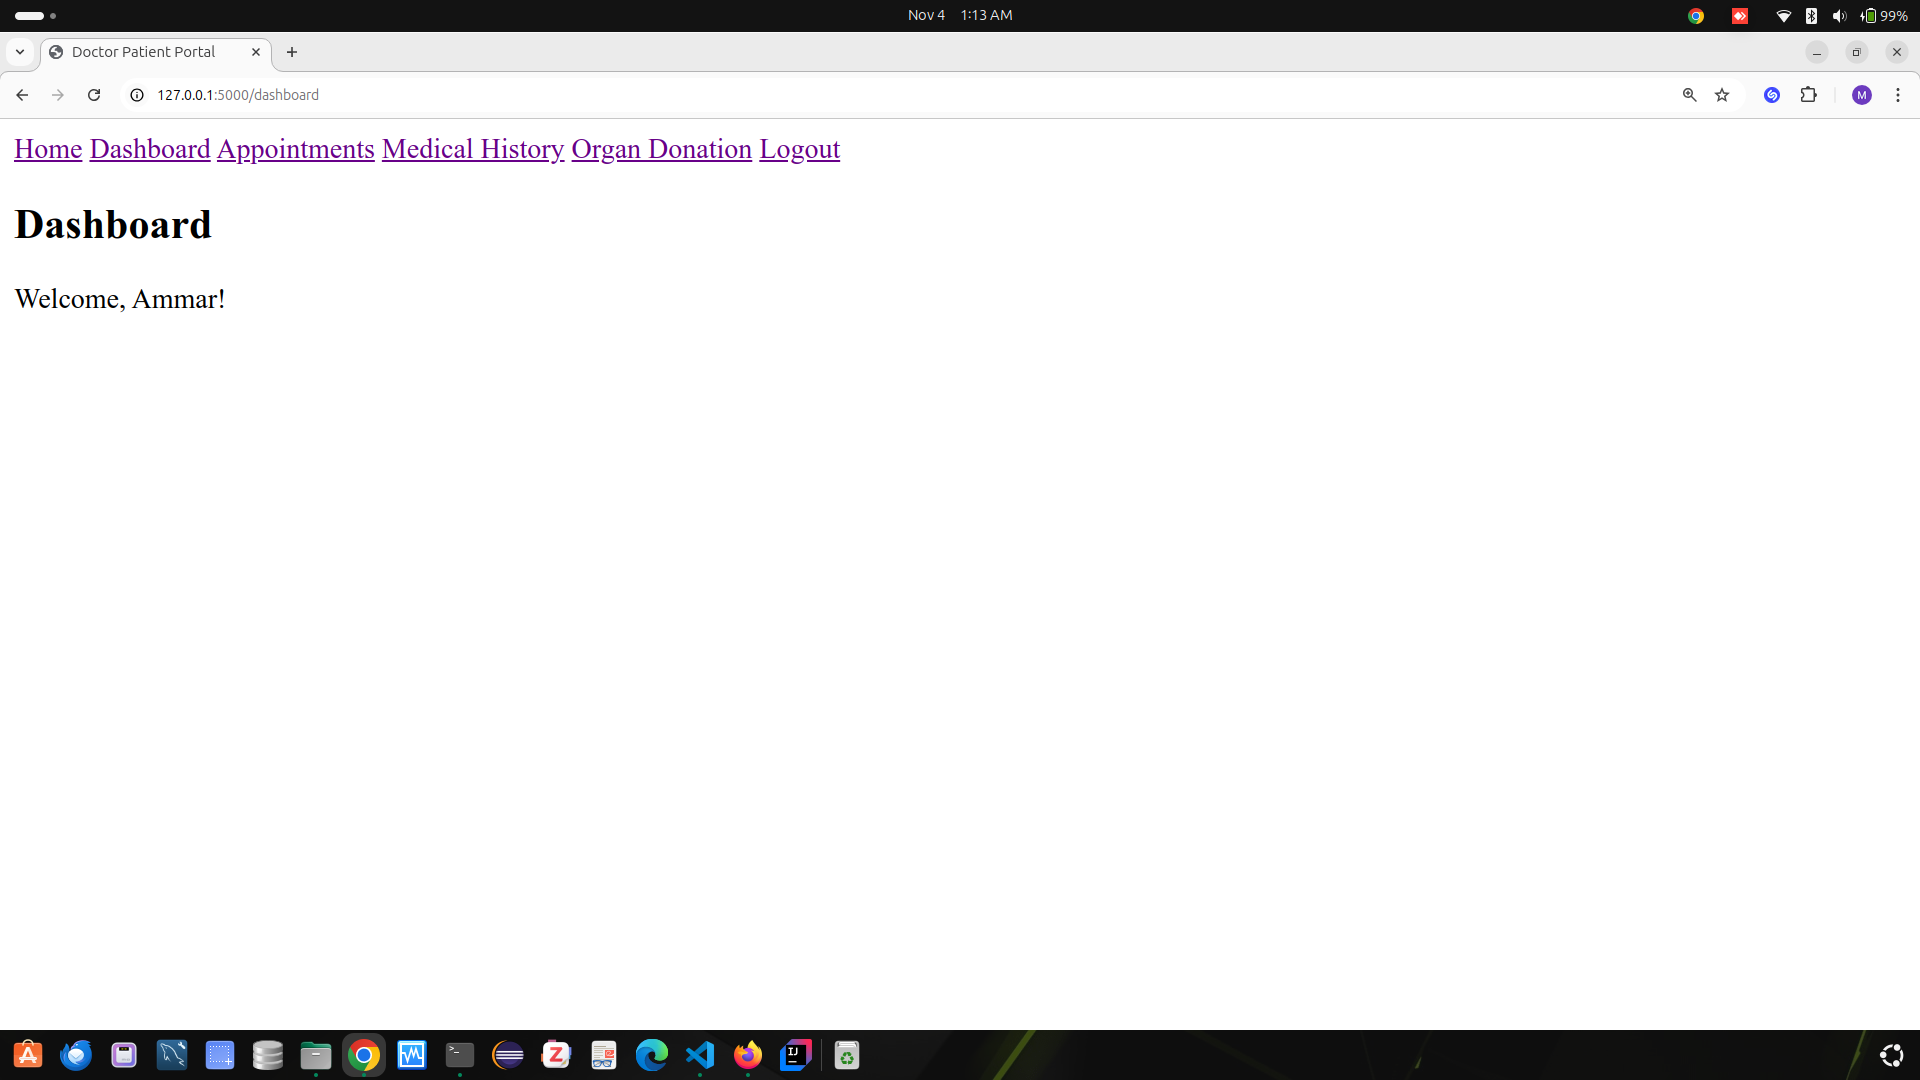 Nov 4 1:13 AM
99%
Doctor Patient Portal
127.0.0.1:5000/dashboard
M
Home Dashboard Appointments Medical History Organ Donation Logout
Dashboard
Welcome, Ammar!